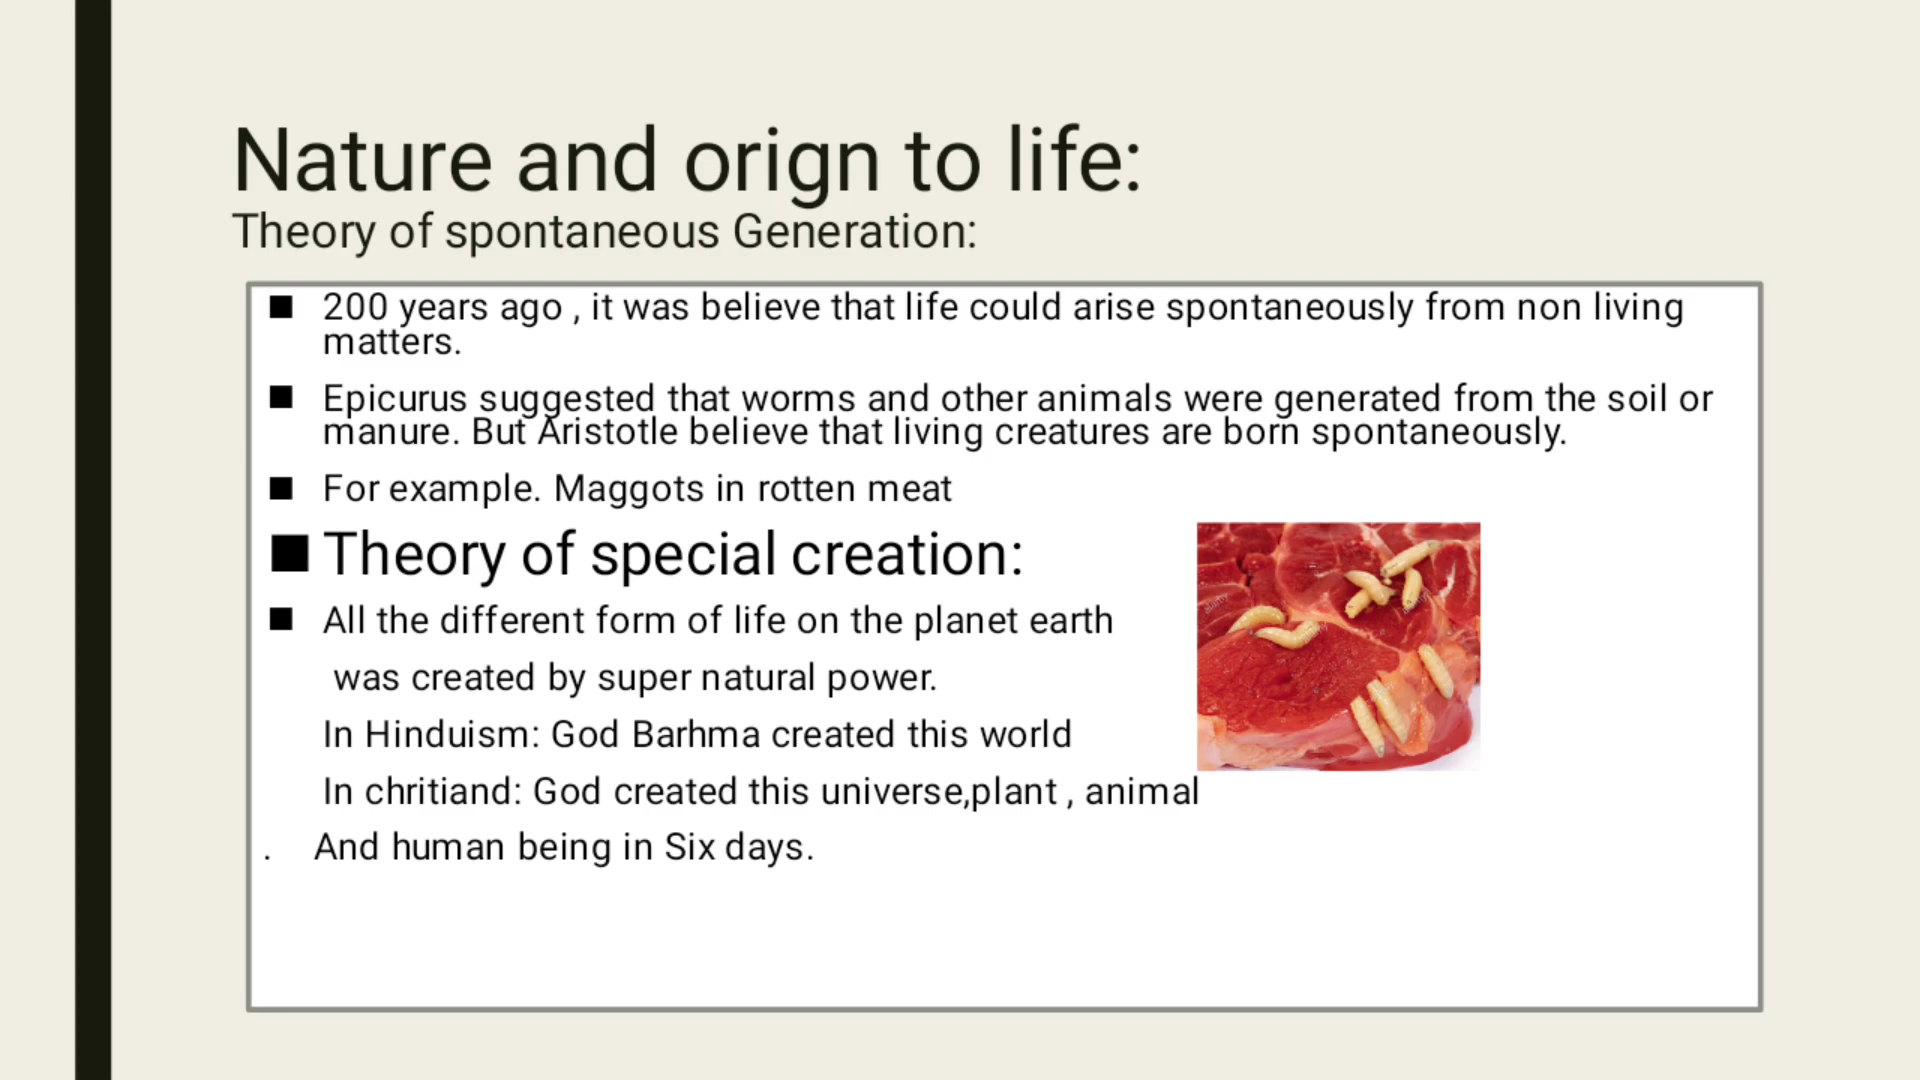 Nature and orign to life:
Theory of spontaneous Generation:
■ 200 years ago , it was believe that life could arise spontaneously from non living
matters.
■ Epicurus suggested that worms and other animals were generated from the soil or
manure. But Aristotle believe that living creatures are born spontaneously.
■ For example. Maggots in rotten meat
■ Theory of special creation:
■ All the different form of life on the planet earth
was created by super natural power.
In Hinduism: God Barhma created this world
In chritiand: God created this universe,plant , animal
. And human being in Six days.